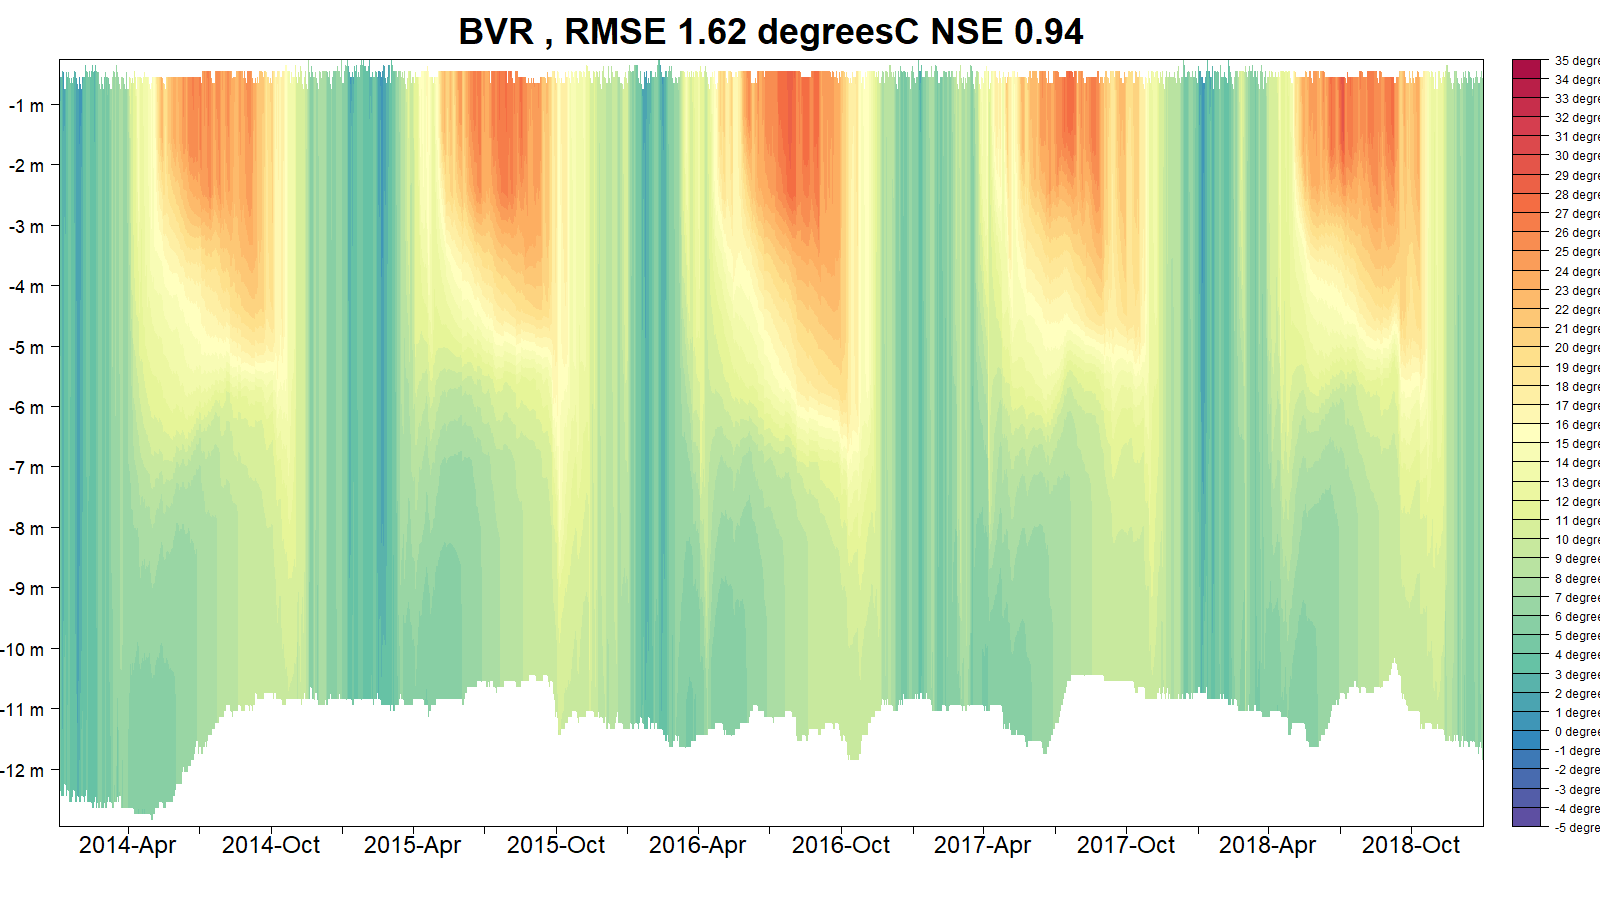 BVR , RMSE 1.62 degreesC NSE 0.94
-1 m
-2 m
-3 m
-4 m
-5 m
-6 m
-7 m
-8 m
-9 m
-10 m
-11 m
-12 m
2014-Apr
2014-Oct
2015-Apr
2015-Oct
2016-Apr
2016-Oct
2017-Apr
2017-Oct
2018-Apr
2018-Oct
35 degre
34 degre
33 degre
32 degre
31 degre
30 degre
29 degre
28 degre
27 degre
26 degre
25 degre
24 degre
23 degre
22 degre
21 degre
20 degre
19 degre
18 degre
17 degre
16 degre
15 degre
14 degre
13 degre
12 degre
11 degre
10 degre
9 degree
8 degree
7 degree
6 degree
5 degree
4 degree
3 degree
2 degree
1 degree
0 degree
-1 degre
-2 degre
-3 degre
-4 degre
-5 degre